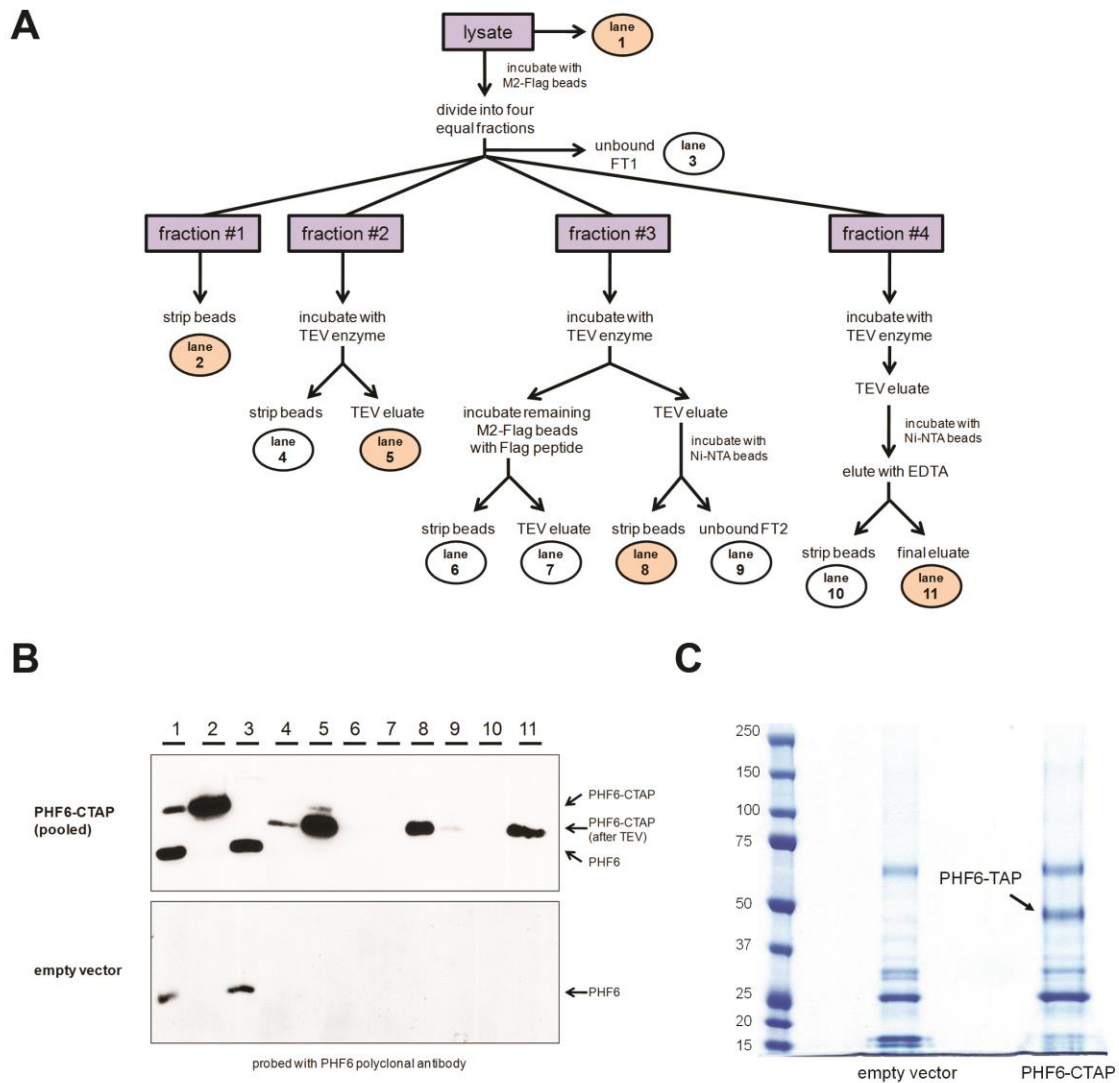 A
lysate
lane
1
incubate with
M2-Flag beads
divide into four
equal fractions
unbound
FT1
lane
3
fraction #1
fraction #2
fraction #3
fraction #4
strip beads
lane
2
incubate with
TEV enzyme
strip beads
lane
4
TEV eluate
lane
5
incubate with
TEV enzyme
incubate remaining
M2-Flag beads
with Flag peptide
TEV eluate
incubate with
Ni-NTA beads
strip beads
lane
6
TEV eluate
lane
7
strip beads
lane
8
unbound FT2
lane
9
incubate with
TEV enzyme
TEV eluate
incubate with
Ni-NTA beads
elute with EDTA
strip beads
lane
10
final eluate
lane
11
B
1 2 3 4 5 6 7 8 9 10 11
PHF6-CTAP
(pooled)
PHF6-CTAP
PHF6-CTAP
(after TEV)
PHF6
empty vector
PHF6
probed with PHF6 polyclonal antibody
C
250
150
100
75
50
37
25
20
15
PHF6-TAP
empty vector
PHF6-CTAP